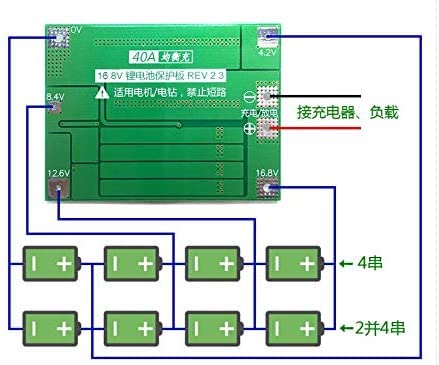 0V
4.2V
40A 均衡充
16.8V 锂电池保护板 REV 2.3
适用电机/电钻，禁止短路
8.4V
充电/放电
接充电器、负载
12.6V
16.8V
4串
2并4串